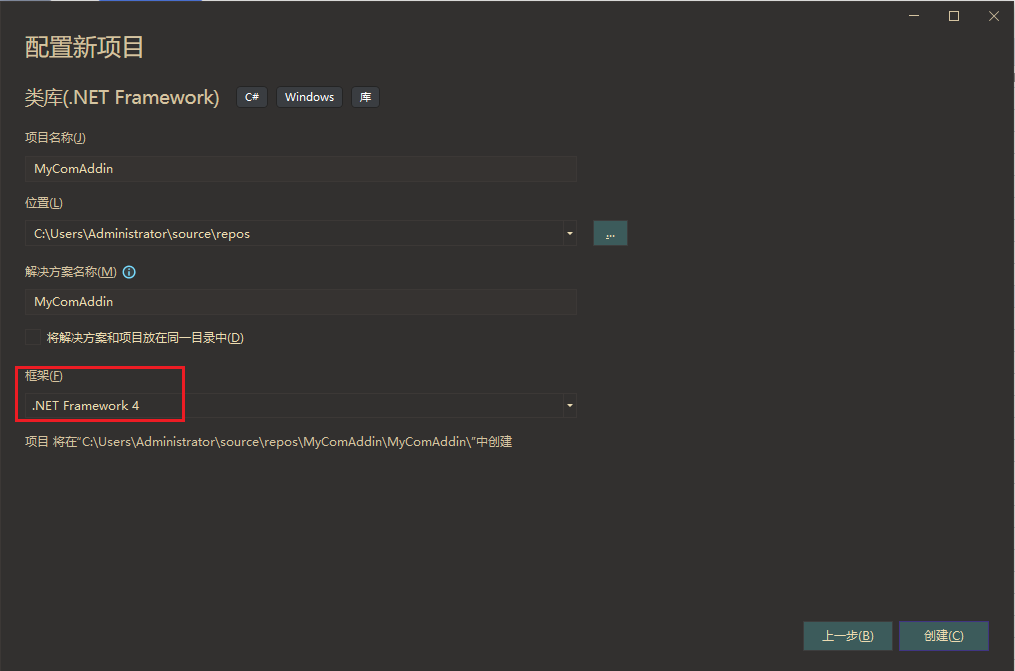 配置新项目
类库(.NET Framework) C# Windows 库
项目名称(J)
MyComAddin
位置(L)
C:\Users\Administrator\source\repos
...
解决方案名称(M)
MyComAddin
将解决方案和项目放在同一目录中(D)
框架(F)
.NET Framework 4
项目 将在"C:\Users\Administrator\source\repos\MyComAddin\MyComAddin\"中创建
上一步(B) 创建(C)